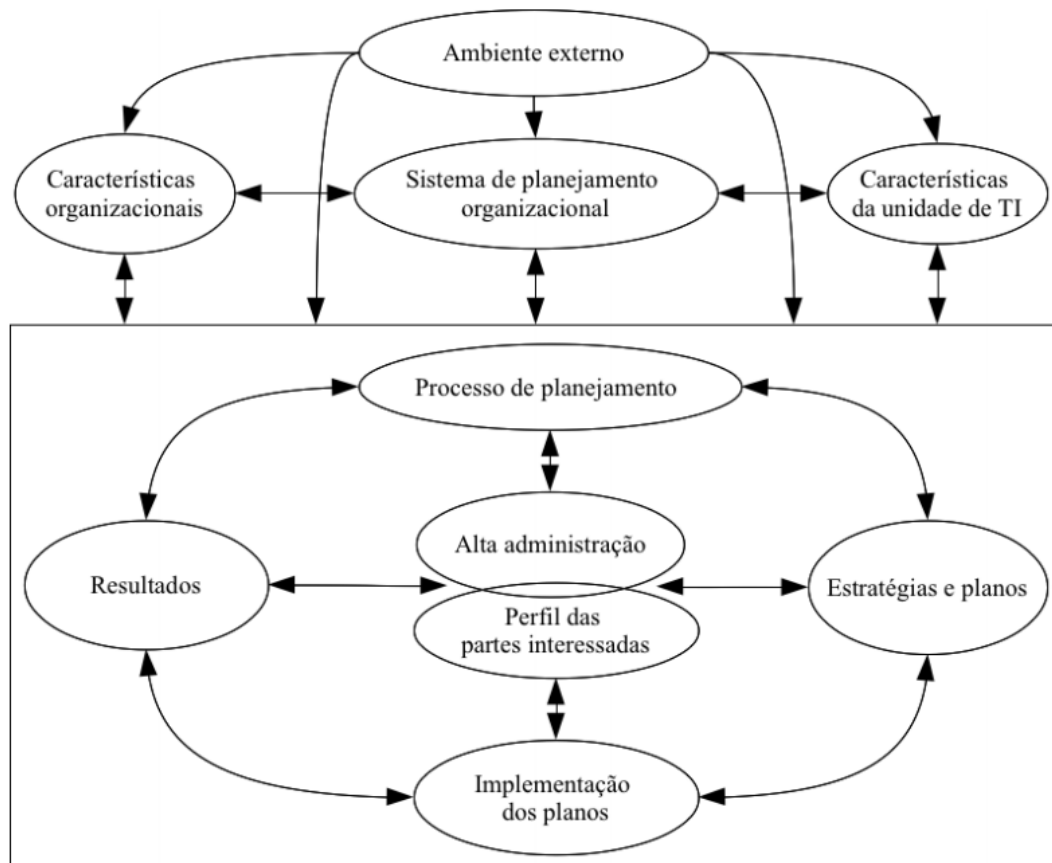 Ambiente externo
Características
organizacionais
Sistema de planejamento
organizacional
Características
da unidade de TI
Processo de planejamento
Alta administração
Resultados
Estratégias e planos
Perfil das
partes interessadas
Implementação
dos planos